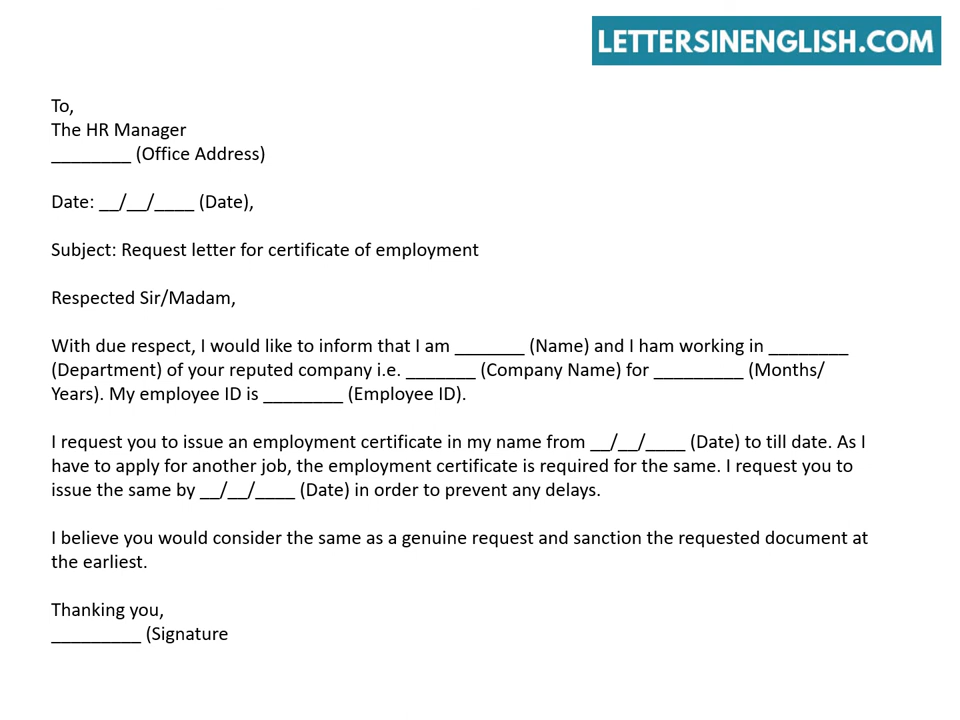 LETTERSINENGLISH.COM
To,
The HR Manager
________ (Office Address)
Date: __/__/____ (Date),
Subject: Request letter for certificate of employment
Respected Sir/Madam,
With due respect, I would like to inform that I am _______ (Name) and I ham working in ________
(Department) of your reputed company i.e. _______ (Company Name) for _________ (Months/
Years). My employee ID is ________ (Employee ID).
I request you to issue an employment certificate in my name from __/__/____ (Date) to till date. As I
have to apply for another job, the employment certificate is required for the same. I request you to
issue the same by __/__/____ (Date) in order to prevent any delays.
I believe you would consider the same as a genuine request and sanction the requested document at
the earliest.
Thanking you,
_________ (Signature